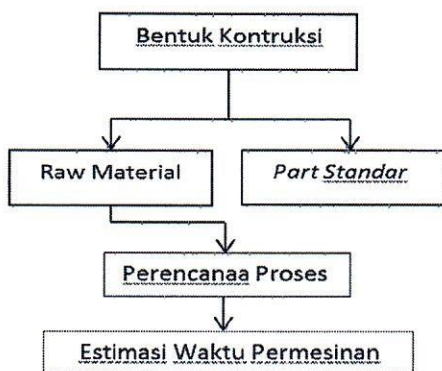 Bentuk Kontruksi
Raw Material
Part Standar
Perencanaa Proses
Estimasi Waktu Permesinan